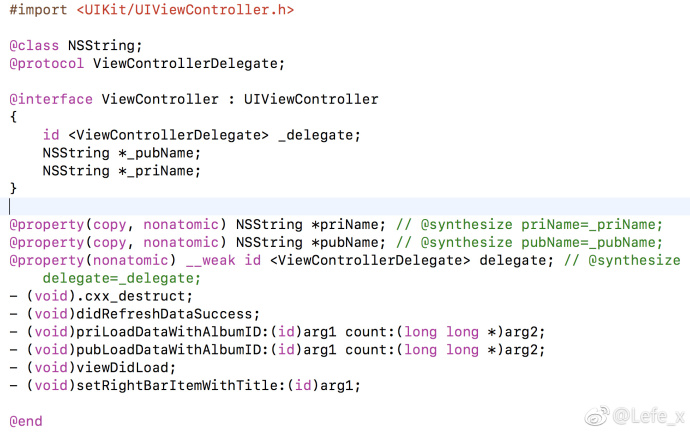 #import <UIKit/UIViewController.h>
@class NSString;
@protocol ViewControllerDelegate;
@interface ViewController : UIViewController
{
id <ViewControllerDelegate> _delegate;
NSString *_pubName;
NSString *_priName;
}
@property(copy, nonatomic) NSString *priName; // @synthesize priName=_priName;
@property(copy, nonatomic) NSString *pubName; // @synthesize pubName=_pubName;
@property(nonatomic) __weak id <ViewControllerDelegate> delegate; // @synthesize
delegate=_delegate;
- (void).cxx_destruct;
- (void)didRefreshDataSuccess;
- (void)priLoadDataWithAlbumID:(id)arg1 count:(long long *)arg2;
- (void)pubLoadDataWithAlbumID:(id)arg1 count:(long long *)arg2;
- (void)viewDidLoad;
- (void)setRightBarItemWithTitle:(id)arg1;
@end
@Lefe_x